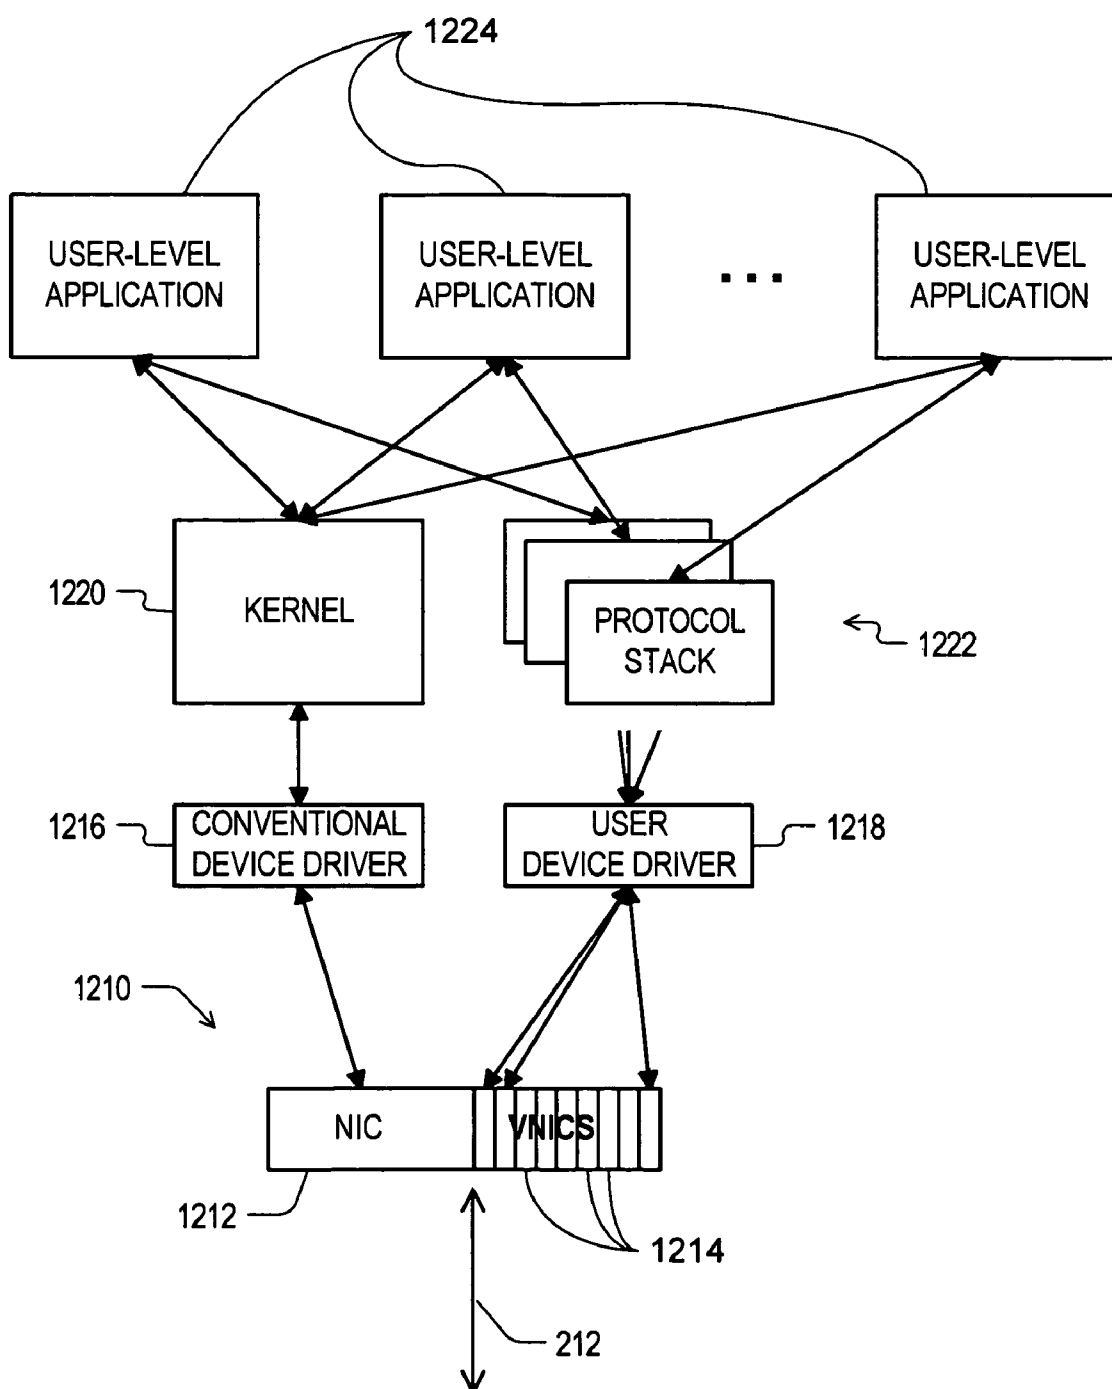 1224
USER-LEVEL
APPLICATION
USER-LEVEL
APPLICATION
...
USER-LEVEL
APPLICATION
1220
KERNEL
PROTOCOL
STACK
1222
1216
CONVENTIONAL
DEVICE DRIVER
USER
DEVICE DRIVER
1218
1210
NIC
VNICS
1212
1214
212